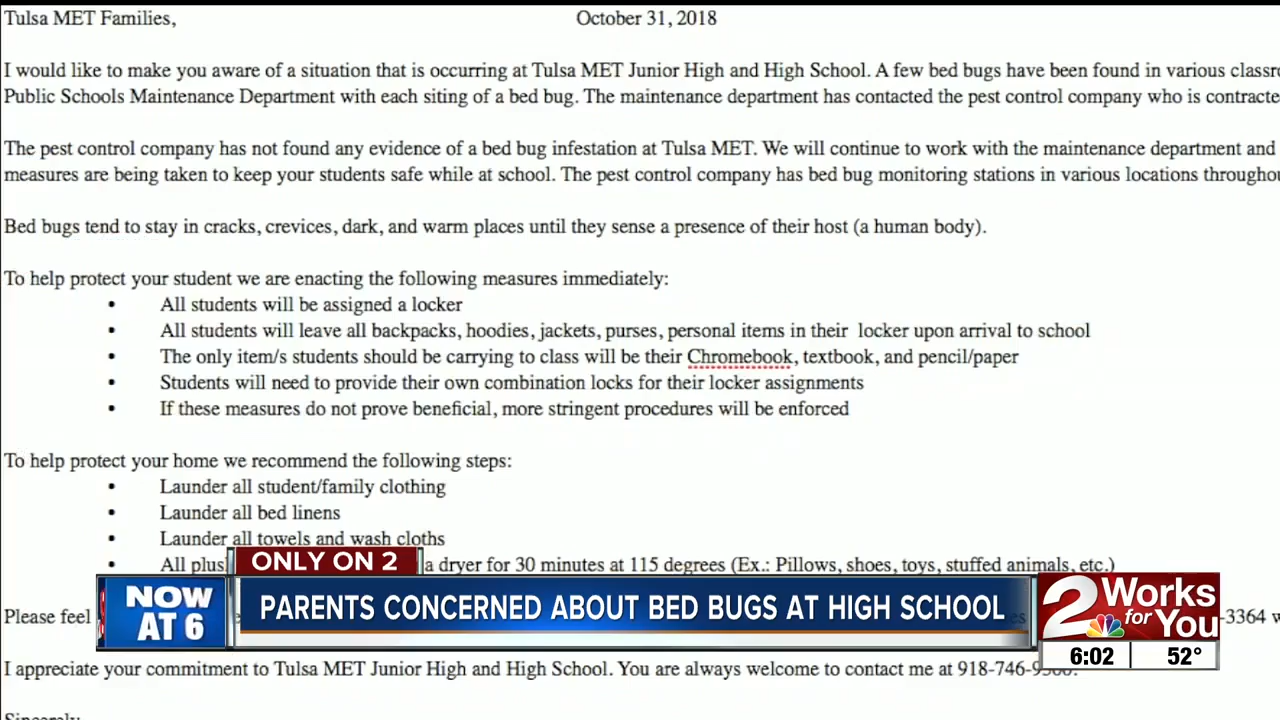 Tulsa MET Families, October 31, 2018
I would like to make you aware of a situation that is occurring at Tulsa MET Junior High and High School. A few bed bugs have been found in various
Public Schools Maintenance Department with each siting of a bed bug. The maintenance department has contacted the pest control company who is
The pest control company has not found any evidence of a bed bug infestation at Tulsa MET. We will continue to work with the maintenance department and
measures are being taken to keep your students safe while at school. The pest control company has bed bug monitoring stations in various locations
Bed bugs tend to stay in cracks, crevices, dark, and warm places until they sense a presence of their host (a human body).
To help protect your student we are enacting the following measures immediately:
• All students will be assigned a locker
• All students will leave all backpacks, hoodies, jackets, purses, personal items in their locker upon arrival to school
• The only item/s students should be carrying to class will be their Chromebook, textbook, and pencil/paper
• Students will need to provide their own combination locks for their locker assignments
• If these measures do not prove beneficial, more stringent procedures will be enforced
To help protect your home we recommend the following steps:
• Launder all student/family clothing
• Launder all bed linens
• Launder all towels and wash cloths
• All a dryer for 30 minutes at 115 degrees (Ex.: Pillows, shoes, toys, stuffed animals, etc.)
ONLY ON 2
NOW AT 6
PARENTS CONCERNED ABOUT BED BUGS AT HIGH SCHOOL
2 Works for You
6:02 52°
Please feel -3364
I appreciate your commitment to Tulsa MET Junior High and High School. You are always welcome to contact me at 918-746-